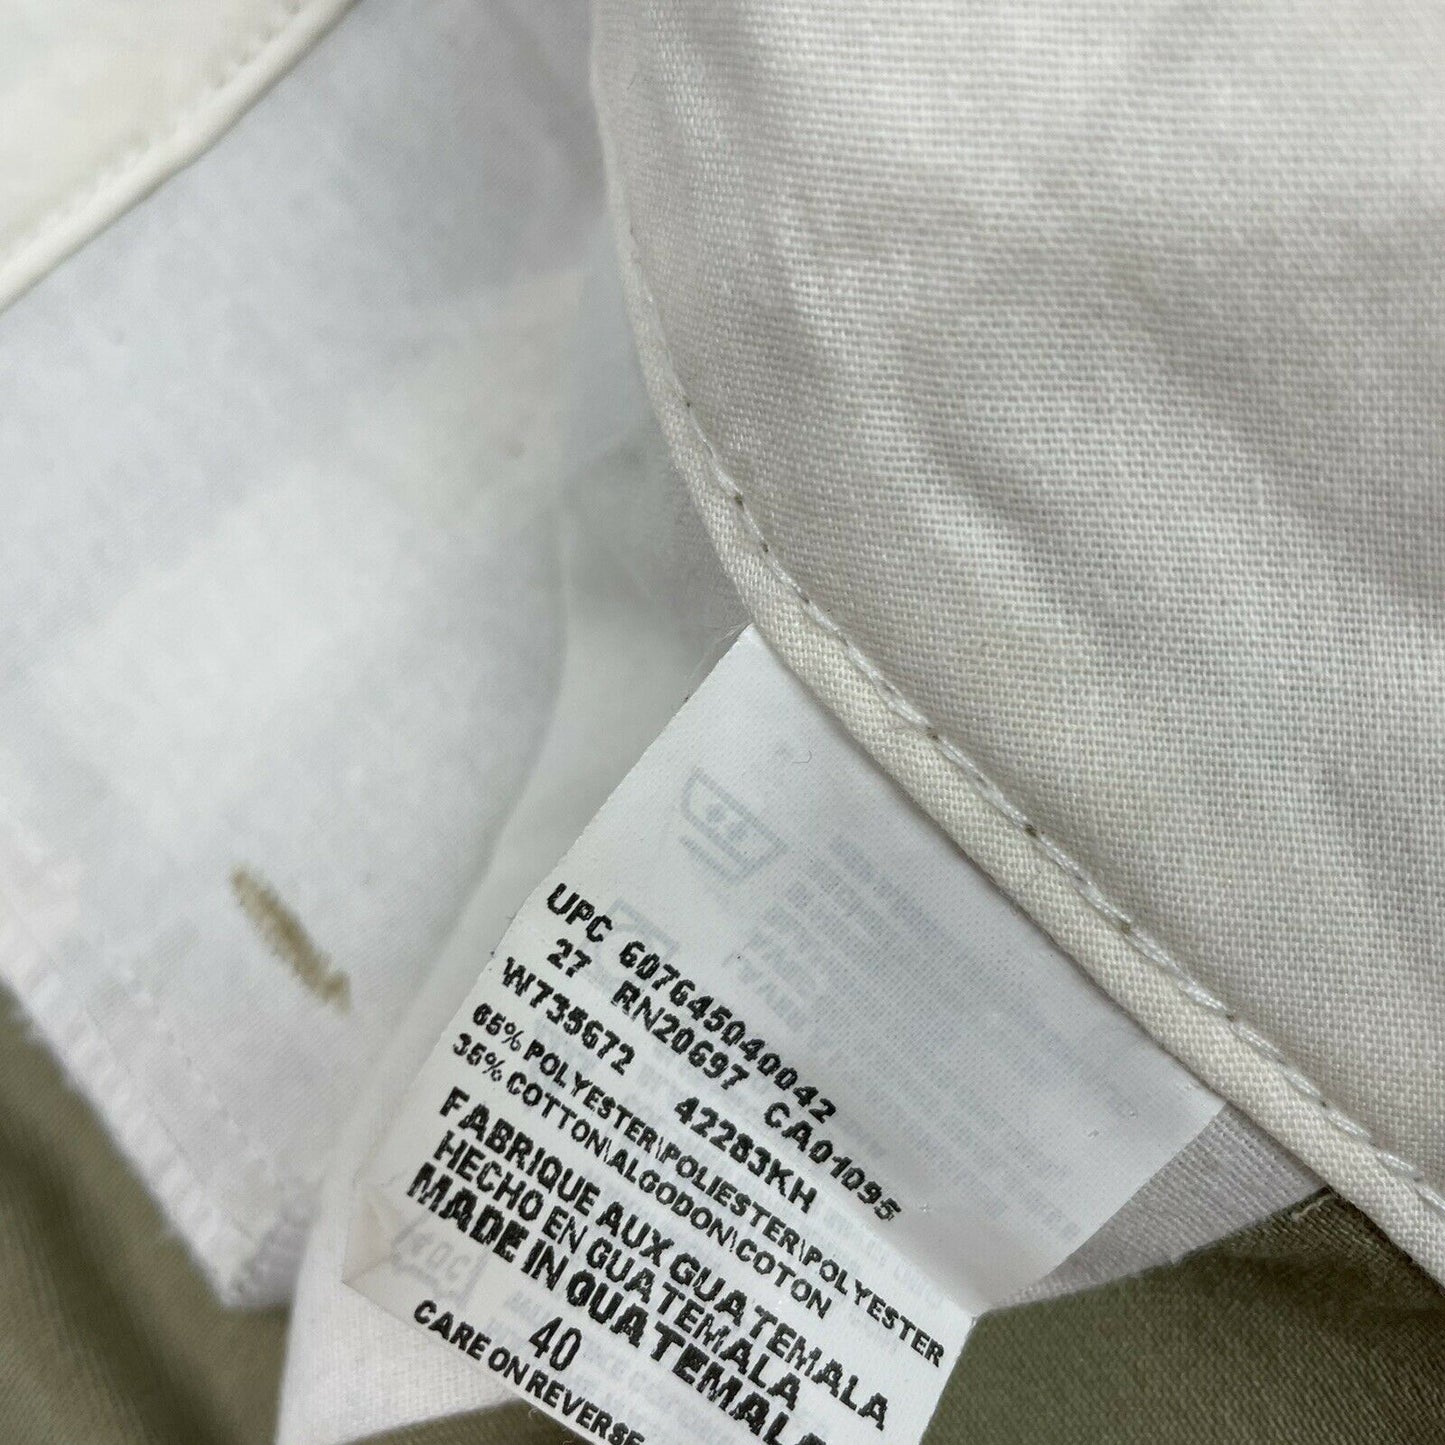 UPC 607645040042
27 RN20697 CA01095
W735672 42283KH
65% POLYESTER\POLIESTER\POLYESTER
35% COTTON\ALGODON\COTON
FABRIQUE AUX GUATEMALA
HECHO EN GUATEMALA
MADE IN GUATEMALA
40
CARE ON REVERSE